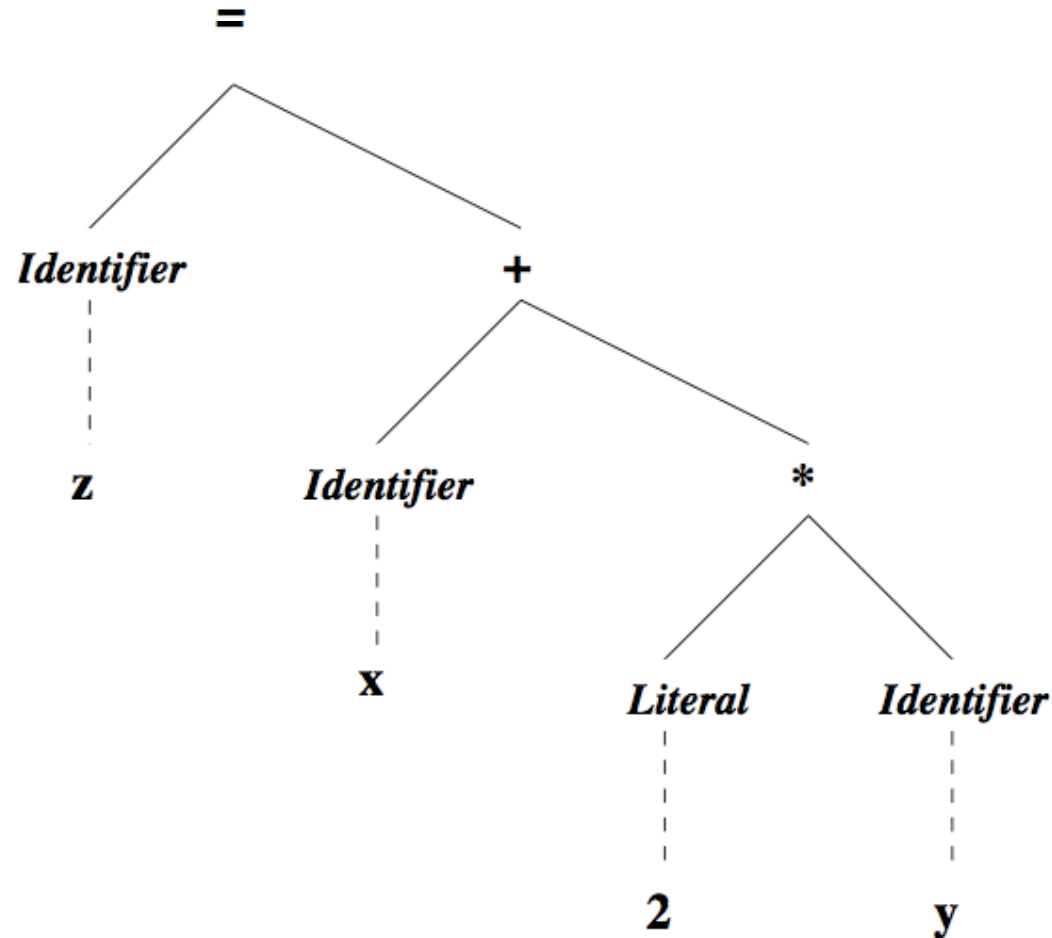 =
Identifier +
z Identifier *
x Literal Identifier
2 y